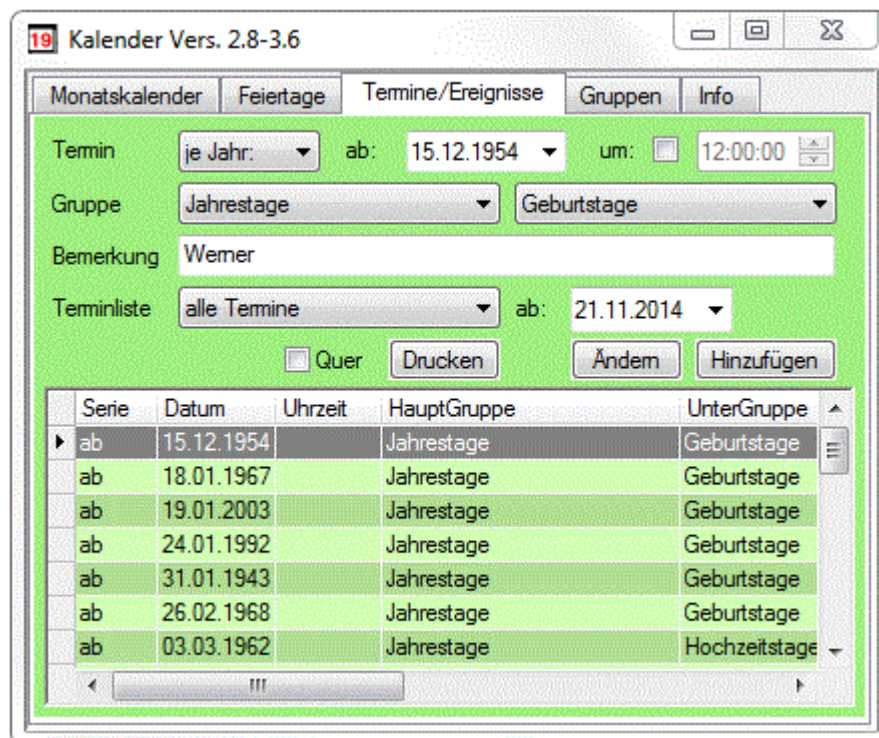 19 Kalender Vers. 2.8-3.6
Monatskalender Feiertage Termine/Ereignisse Gruppen Info
Termin je Jahr: ab: 15.12.1954 um: 12:00:00
Gruppe Jahrestage Geburtstage
Bemerkung Werner
Terminliste alle Termine ab: 21.11.2014
Quer Drucken Ändern Hinzufügen
Serie Datum Uhrzeit HauptGruppe UnterGruppe
ab 15.12.1954 Jahrestage Geburtstage
ab 18.01.1967 Jahrestage Geburtstage
ab 19.01.2003 Jahrestage Geburtstage
ab 24.01.1992 Jahrestage Geburtstage
ab 31.01.1943 Jahrestage Geburtstage
ab 26.02.1968 Jahrestage Geburtstage
ab 03.03.1962 Jahrestage Hochzeitstage